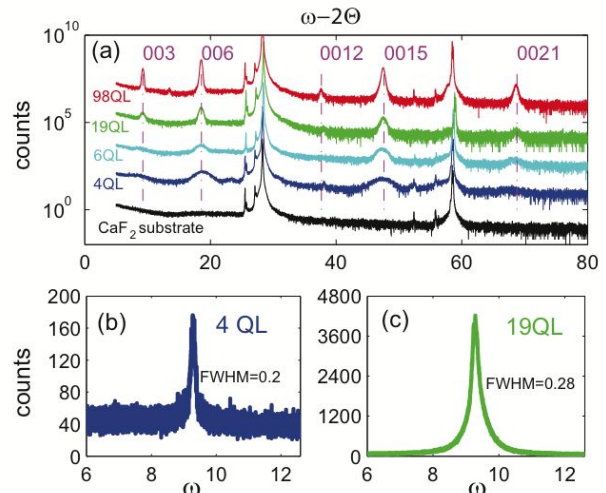 ω−2Θ
10^10
(a)
003
006
0012
0015
0021
98QL
10^5
19QL
6QL
4QL
10^0
CaF2 substrate
counts
0
20
40
60
80
200
160
120
80
40
0
counts
(b)
4 QL
FWHM=0.2
6
8
10
12
ω
4800
3600
2400
1200
0
(c)
19QL
FWHM=0.28
6
8
10
12
ω